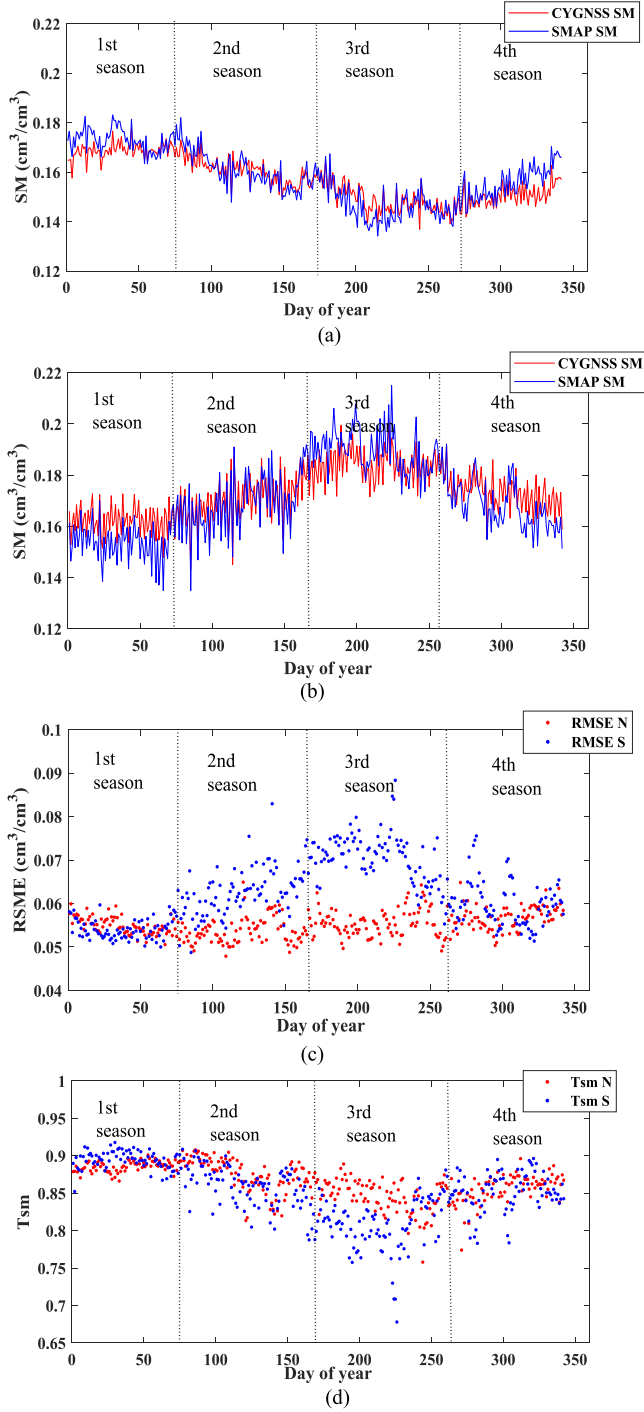 CYGNSS SM
SMAP SM
1st
season
2nd
season
3rd
season
4th
season
0.22
0.2
0.18
0.16
0.14
0.12
SM (cm³/cm³)
0 50 100 150 200 250 300 350
Day of year
(a)
CYGNSS SM
SMAP SM
1st
season
2nd
season
3rd
season
4th
season
0.22
0.2
0.18
0.16
0.14
0.12
SM (cm³/cm³)
0 50 100 150 200 250 300 350
Day of year
(b)
RMSE N
RMSE S
1st
season
2nd
season
3rd
season
4th
season
0.1
0.09
0.08
0.07
0.06
0.05
0.04
RSME (cm³/cm³)
0 50 100 150 200 250 300 350
Day of year
(c)
Tsm N
Tsm S
1st
season
2nd
season
3rd
season
4th
season
1
0.95
0.9
0.85
0.8
0.75
0.7
0.65
Tsm
0 50 100 150 200 250 300 350
Day of year
(d)